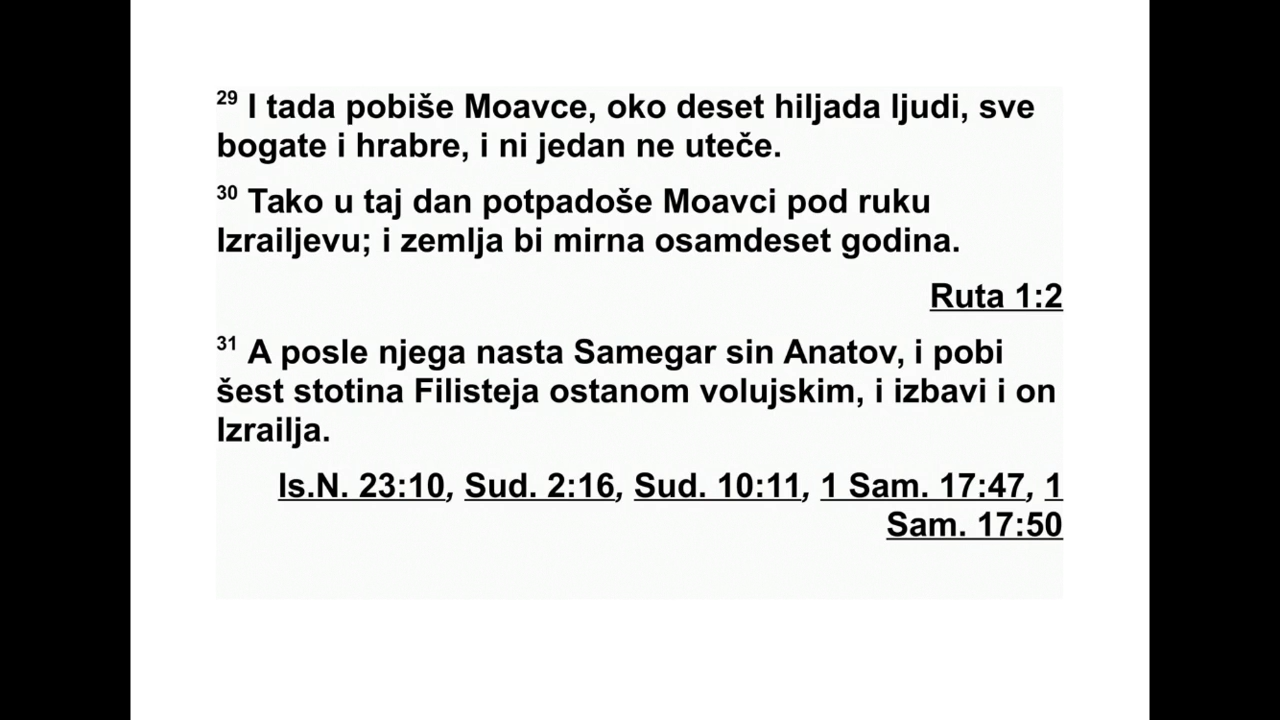 29 I tada pobiše Moavce, oko deset hiljada ljudi, sve
bogate i hrabre, i ni jedan ne uteče.
30 Tako u taj dan potpadoše Moavci pod ruku
Izrailjevu; i zemlja bi mirna osamdeset godina.
Ruta 1:2
31 A posle njega nasta Samegar sin Anatov, i pobi
šest stotina Filisteja ostanom volujskim, i izbavi i on
Izrailja.
Is.N. 23:10, Sud. 2:16, Sud. 10:11, 1 Sam. 17:47, 1
Sam. 17:50